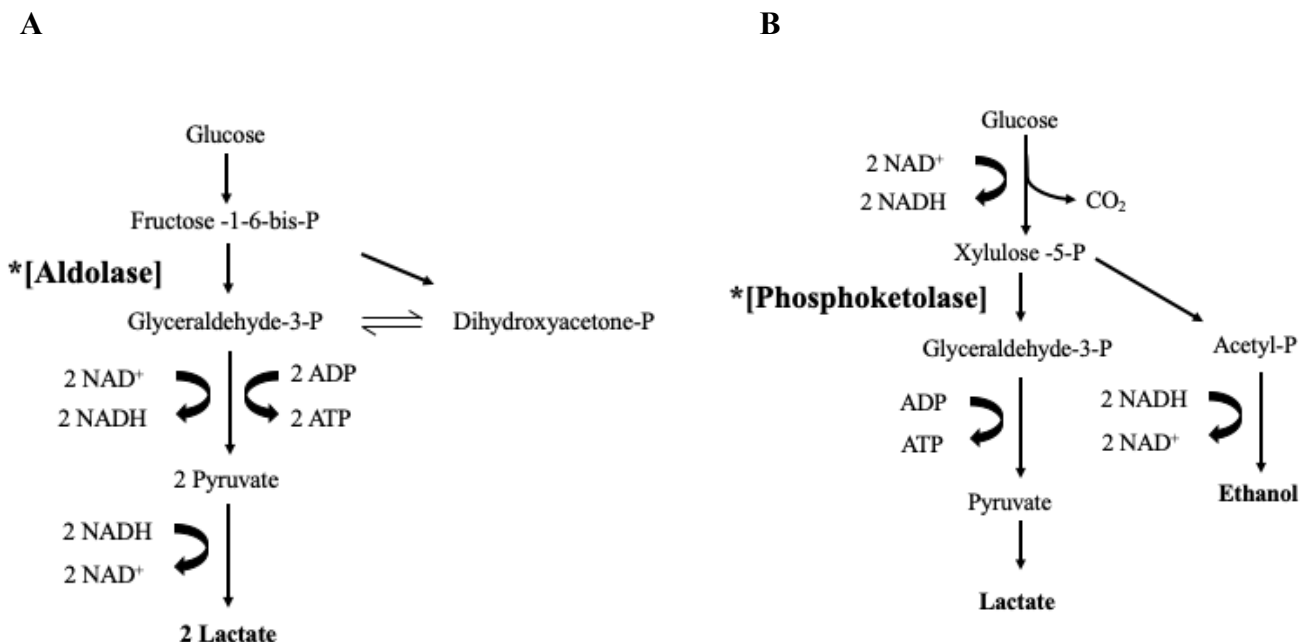 A
Glucose
Fructose -1-6-bis-P
*[Aldolase]
Glyceraldehyde-3-P
Dihydroxyacetone-P
2 NAD⁺
2 ADP
2 NADH
2 ATP
2 Pyruvate
2 NADH
2 NAD⁺
2 Lactate
B
Glucose
2 NAD⁺
2 NADH
CO₂
Xylulose -5-P
*[Phosphoketolase]
Glyceraldehyde-3-P
Acetyl-P
ADP
2 NADH
ATP
2 NAD⁺
Ethanol
Pyruvate
Lactate